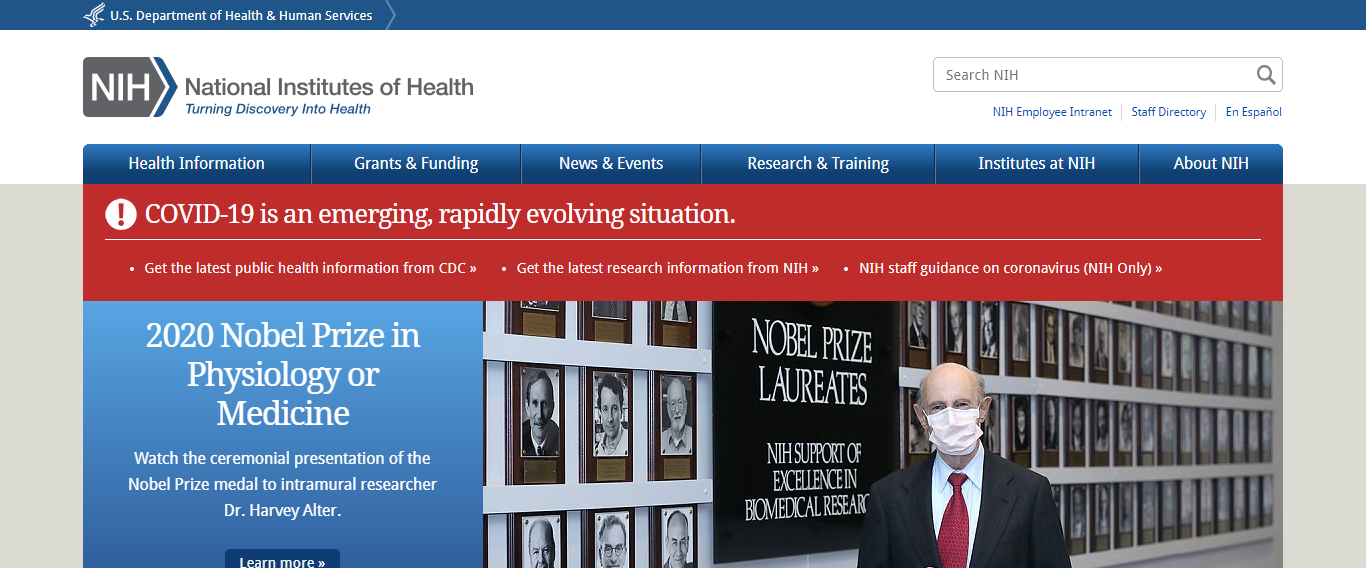 U.S. Department of Health & Human Services
NIH National Institutes of Health
Turning Discovery Into Health
Search NIH
NIH Employee Intranet Staff Directory En Español
Health Information Grants & Funding News & Events Research & Training Institutes at NIH About NIH
COVID-19 is an emerging, rapidly evolving situation.
• Get the latest public health information from CDC » • Get the latest research information from NIH » • NIH staff guidance on coronavirus (NIH Only) »
2020 Nobel Prize in
Physiology or
Medicine
Watch the ceremonial presentation of the
Nobel Prize medal to intramural researcher
Dr. Harvey Alter.
Learn more »
NOBEL PRIZE
LAUREATES
NIH SUPPORT OF
EXCELLENCE IN
BIOMEDICAL RESEARC